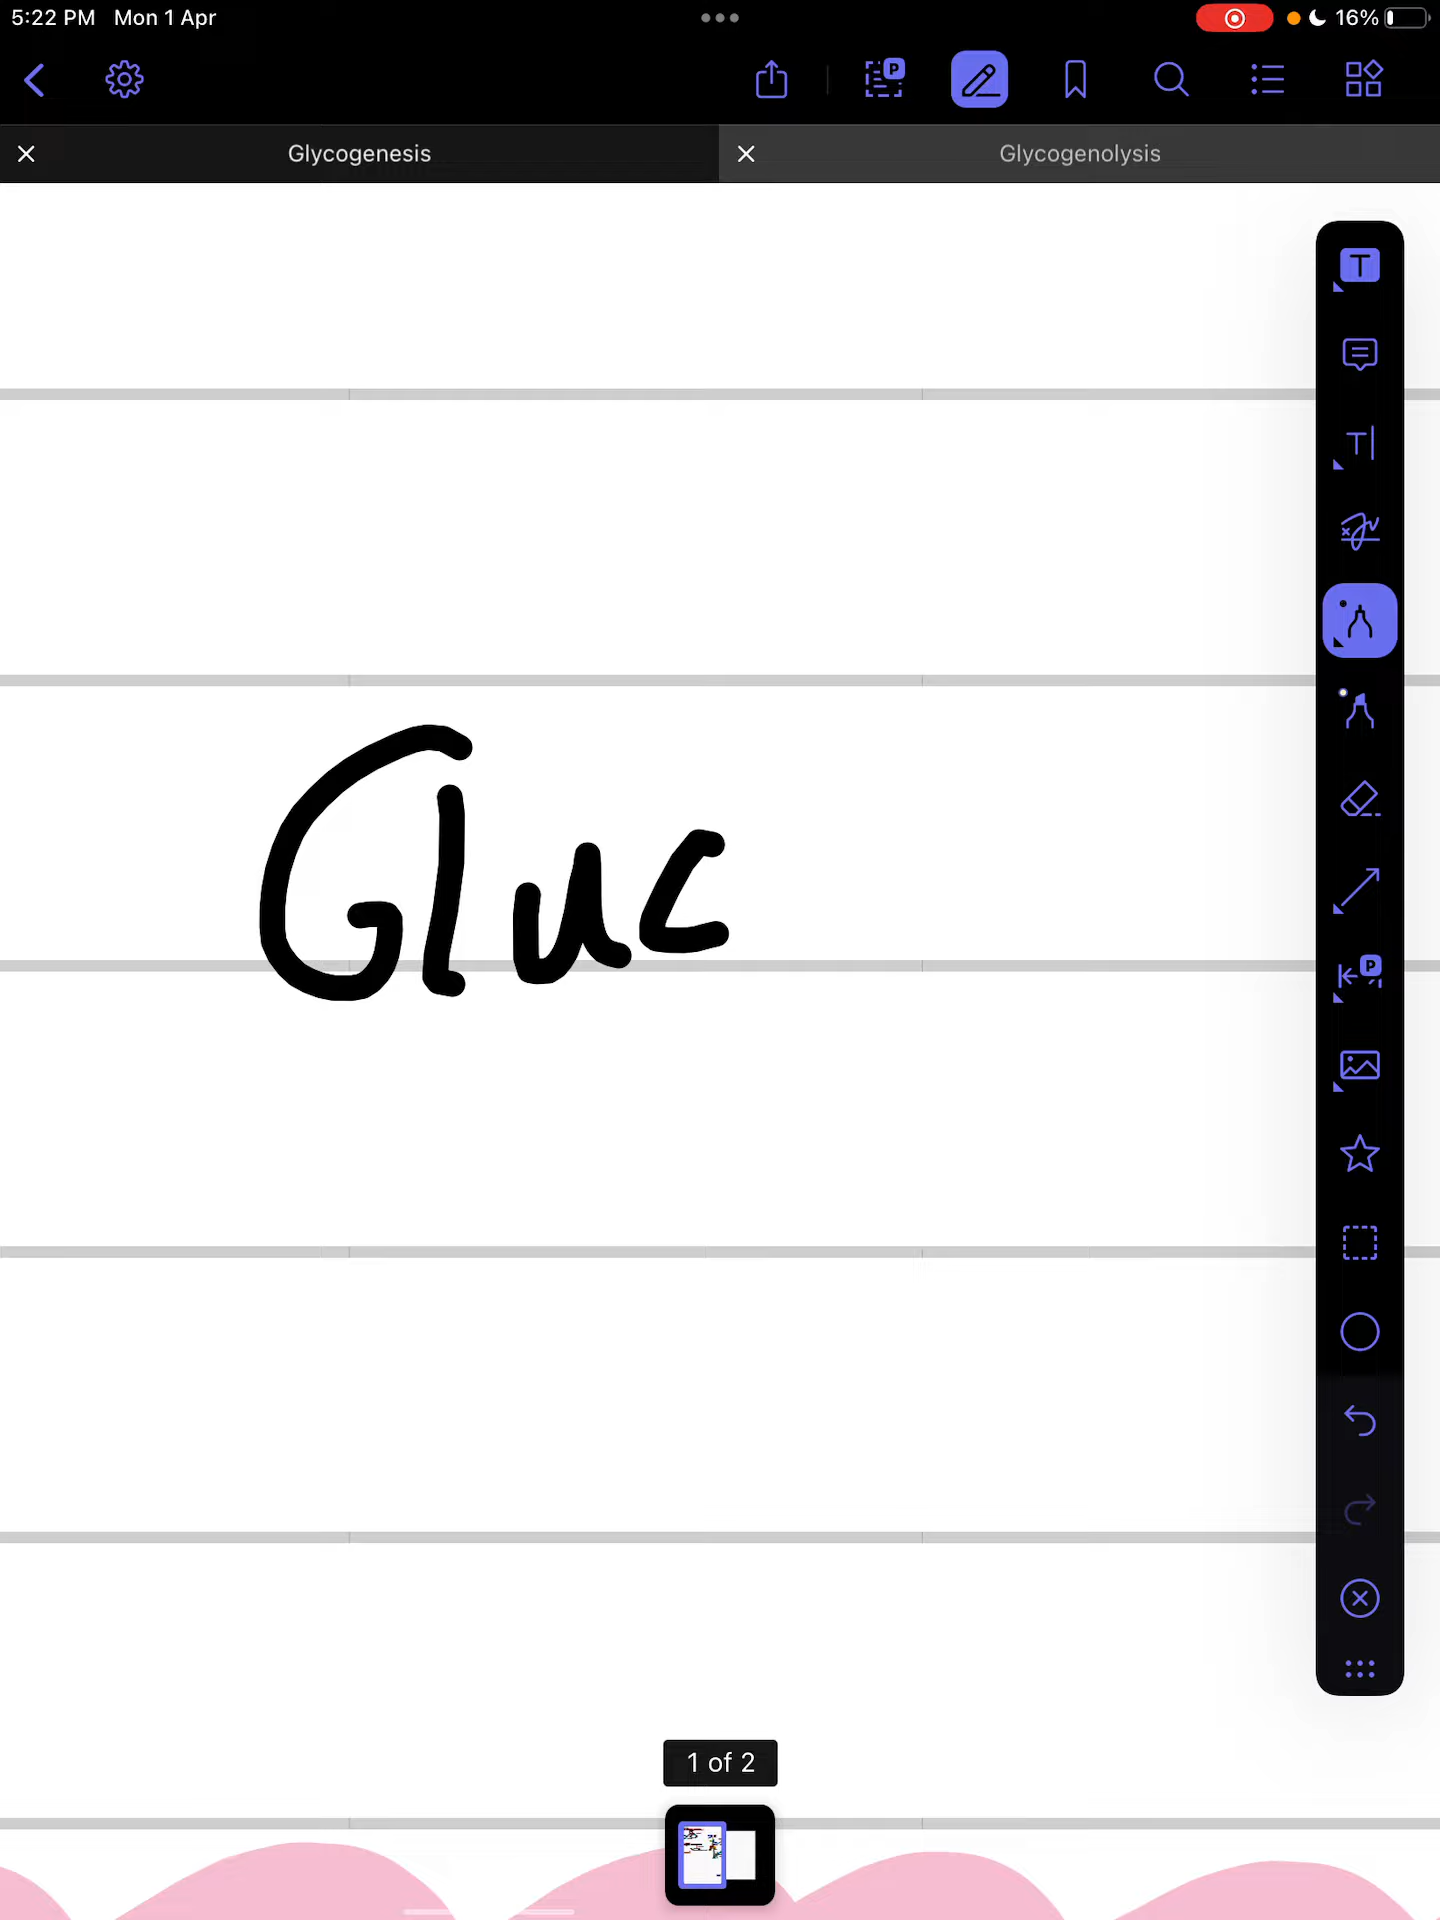 5:22 PM Mon 1 Apr
16%
P
Glycogenesis
Glycogenolysis
T
T
P
Gluc
1 of 2